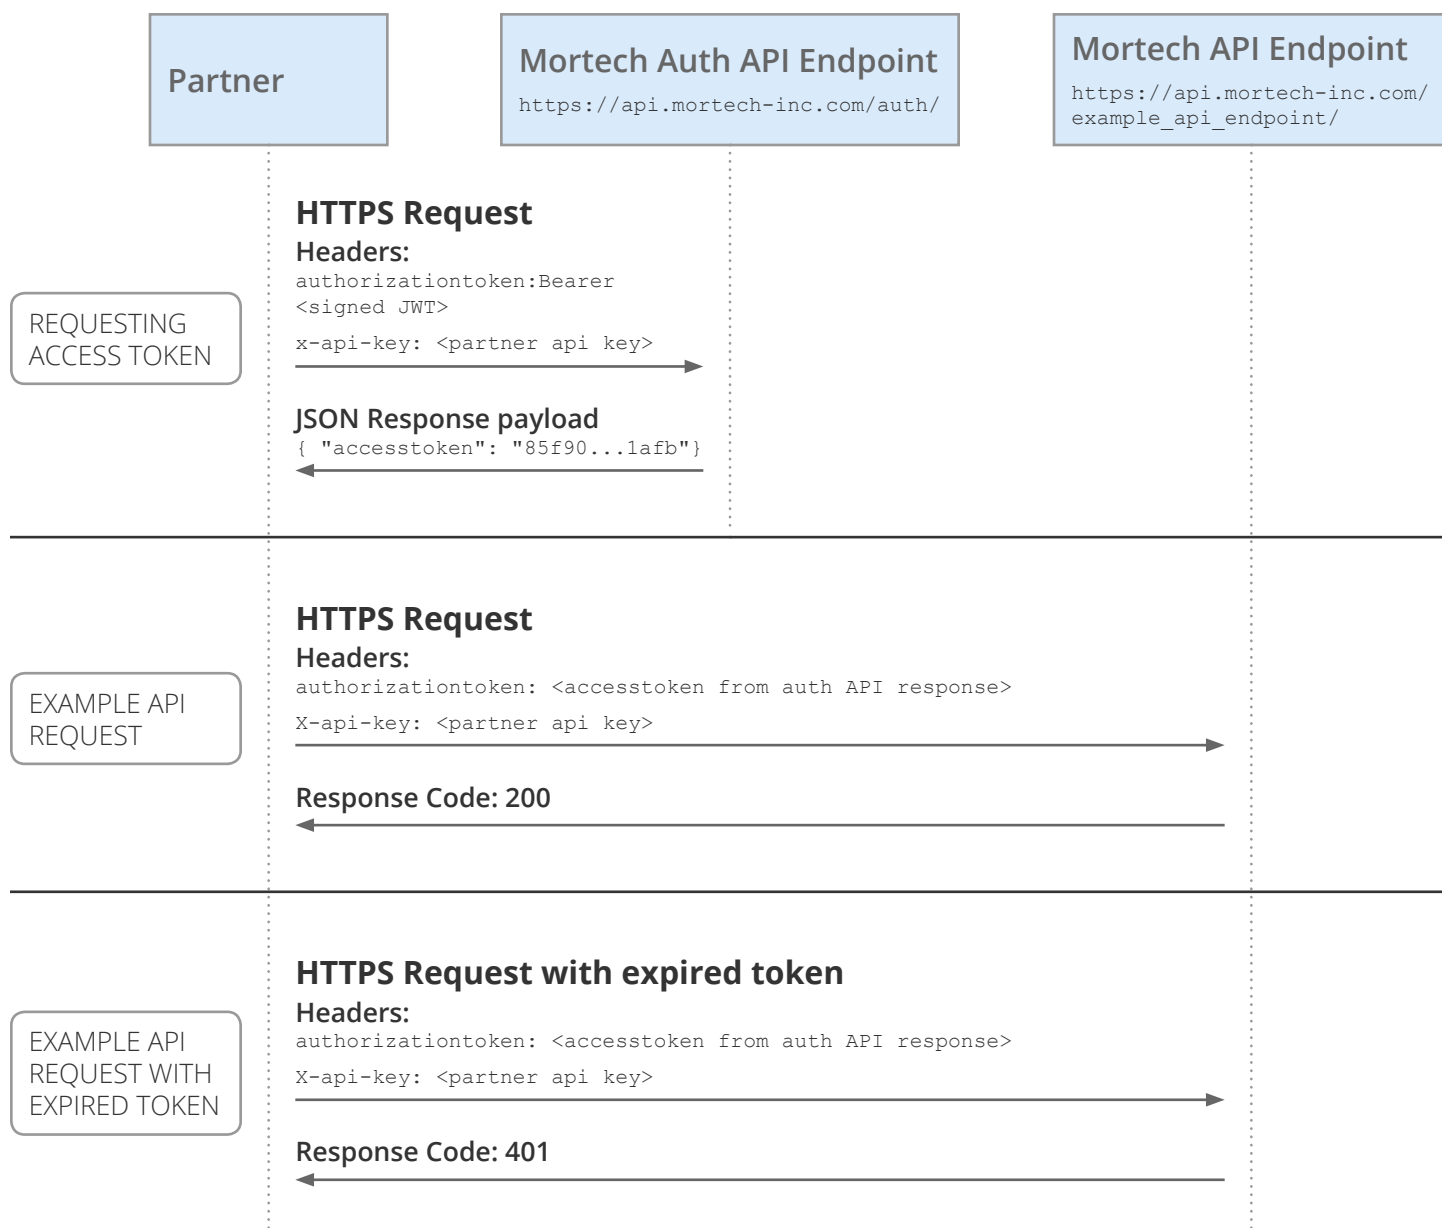 Partner
Mortech Auth API Endpoint
https://api.mortech-inc.com/auth/
Mortech API Endpoint
https://api.mortech-inc.com/
example_api_endpoint/
REQUESTING
ACCESS TOKEN
HTTPS Request
Headers:
authorizationtoken:Bearer
<signed JWT>
x-api-key: <partner api key>
JSON Response payload
{ "accesstoken": "85f90...1afb"}
EXAMPLE API
REQUEST
HTTPS Request
Headers:
authorizationtoken: <accesstoken from auth API response>
X-api-key: <partner api key>
Response Code: 200
EXAMPLE API
REQUEST WITH
EXPIRED TOKEN
HTTPS Request with expired token
Headers:
authorizationtoken: <accesstoken from auth API response>
X-api-key: <partner api key>
Response Code: 401